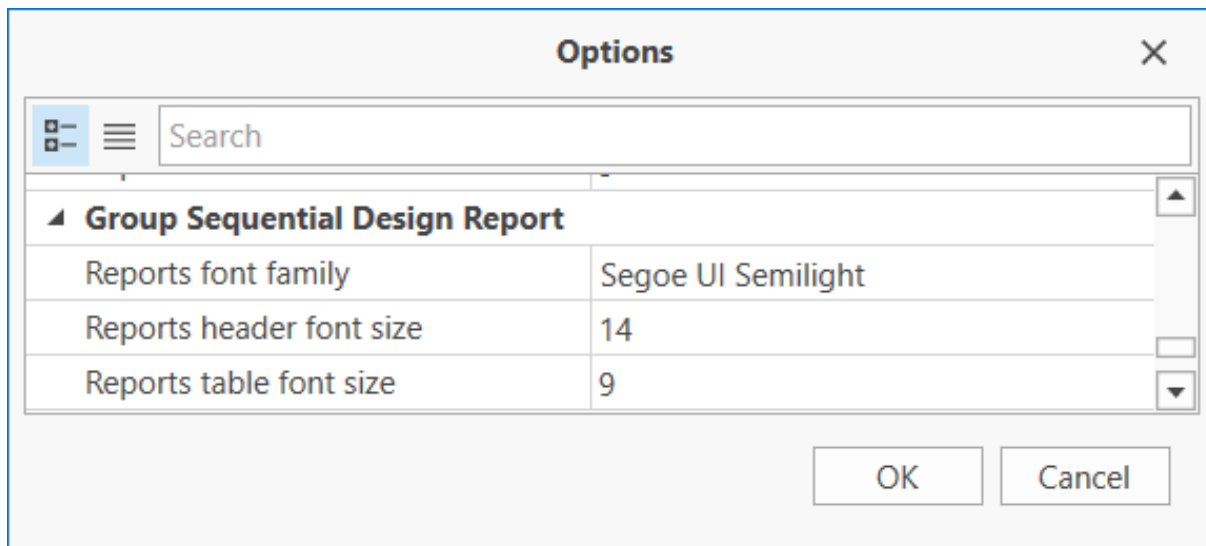 Options
Search
Group Sequential Design Report
Reports font family Segoe UI Semilight
Reports header font size 14
Reports table font size 9
OK Cancel